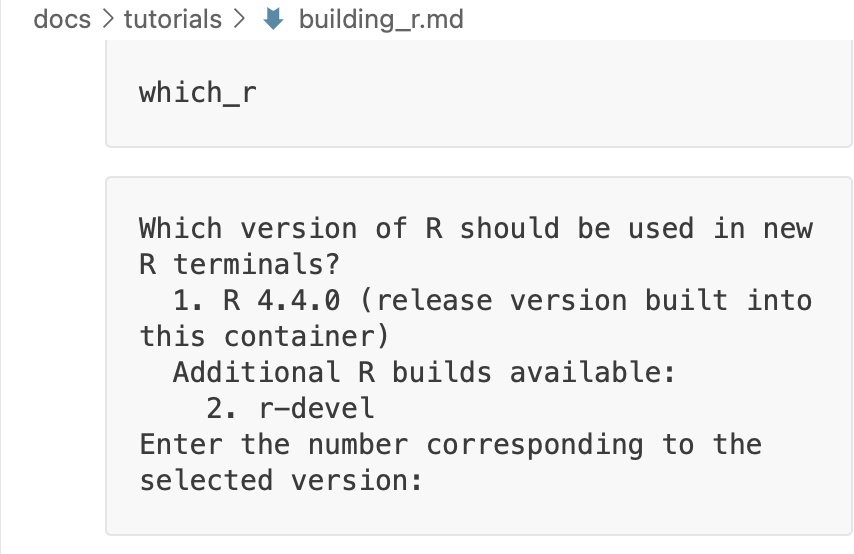 docs > tutorials > building_r.md
which_r
Which version of R should be used in new
R terminals?
  1. R 4.4.0 (release version built into
this container)
  Additional R builds available:
    2. r-devel
Enter the number corresponding to the
selected version: